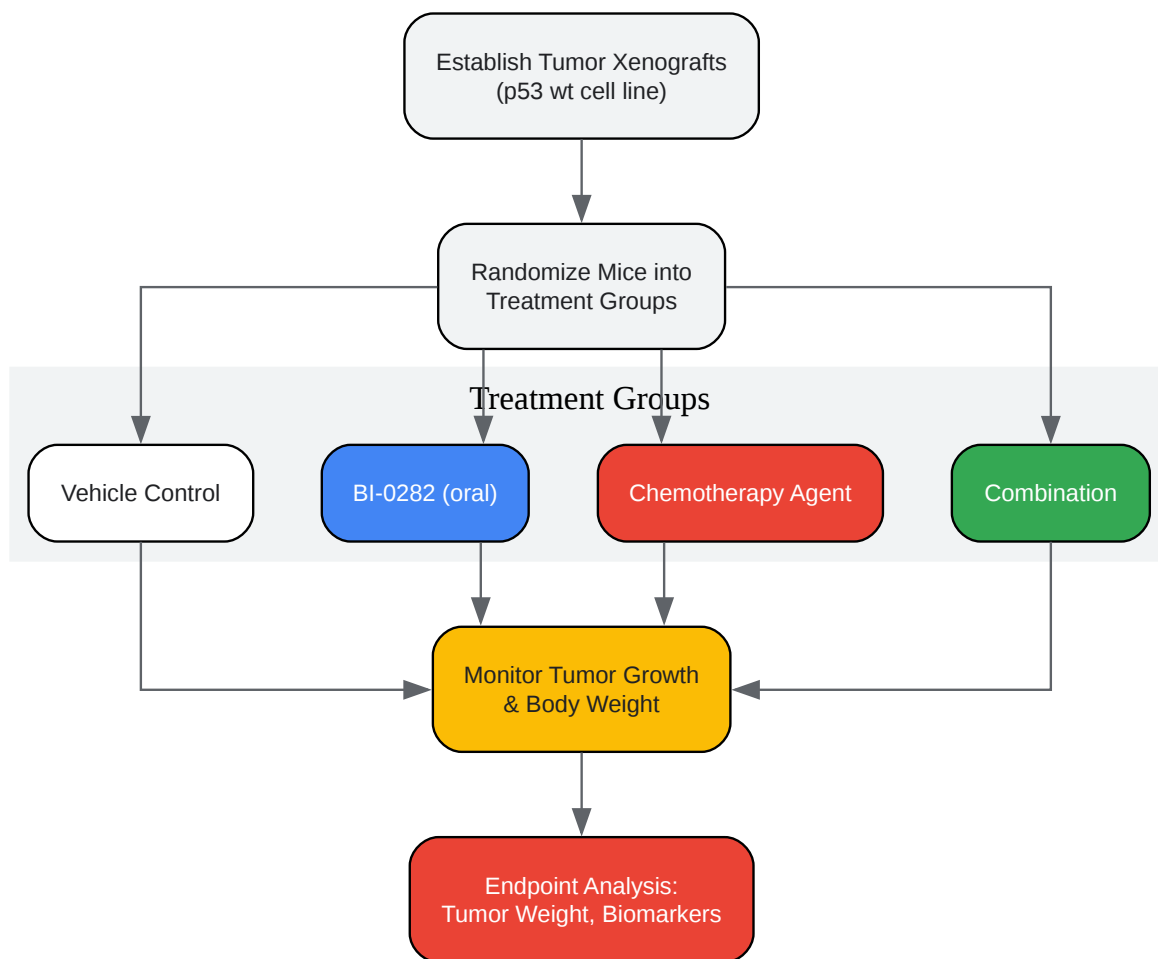 Establish Tumor Xenografts
(p53 wt cell line)
Randomize Mice into
Treatment Groups
Treatment Groups
Vehicle Control
BI-0282 (oral)
Chemotherapy Agent
Combination
Monitor Tumor Growth
& Body Weight
Endpoint Analysis:
Tumor Weight, Biomarkers